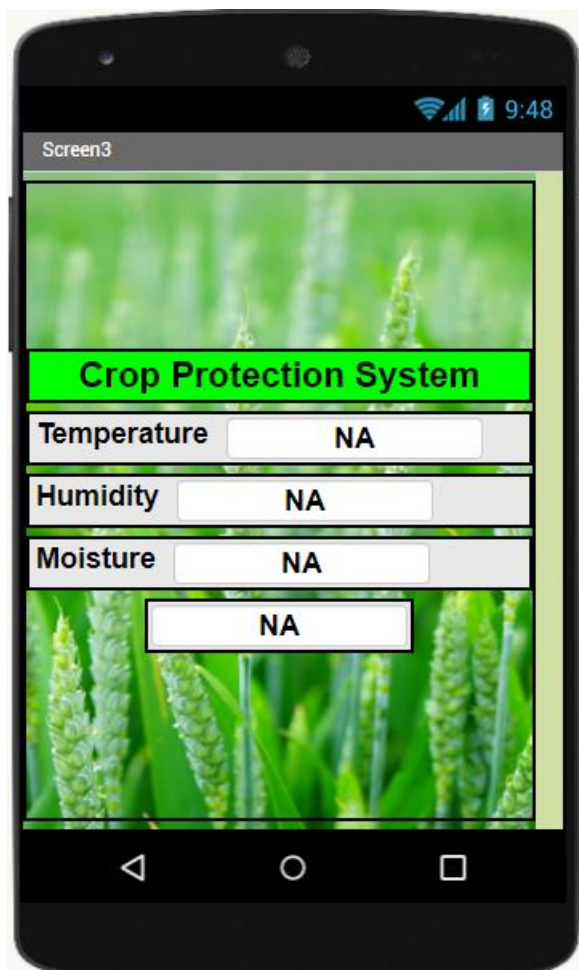 9:48
Screen3
Crop Protection System
Temperature NA
Humidity NA
Moisture NA
NA